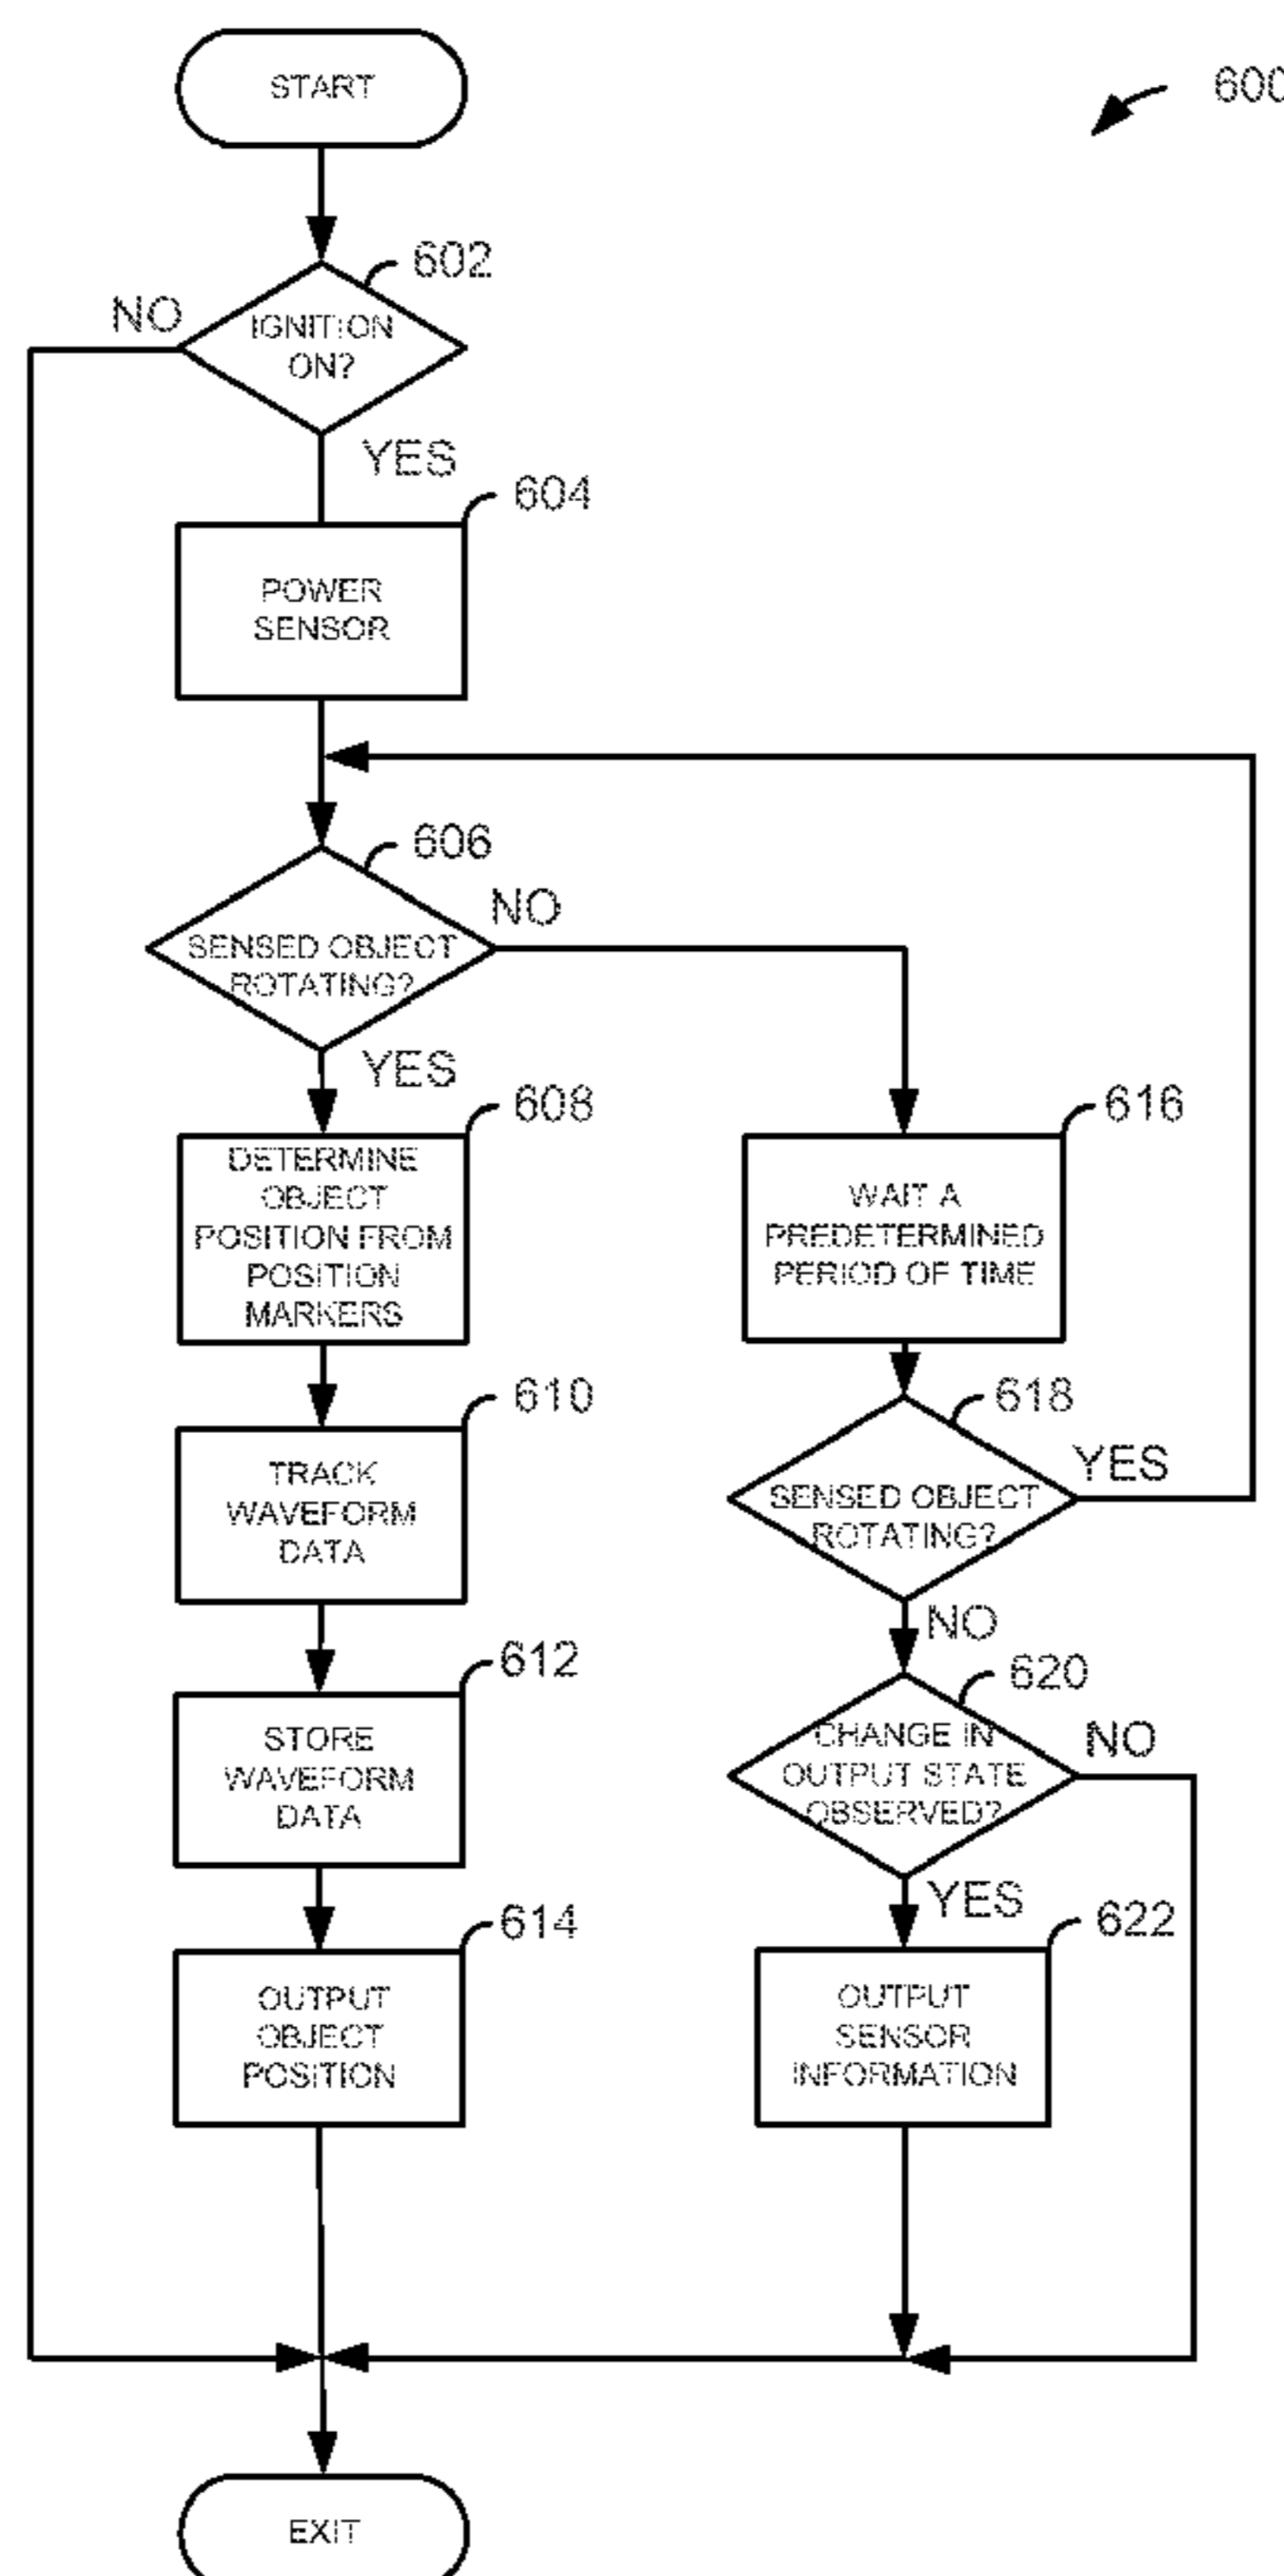 START
600
602
NO
IGNITION
ON?
YES
604
POWER
SENSOR
606
NO
SENSED OBJECT
ROTATING?
YES
608
DETERMINE
OBJECT
POSITION FROM
POSITION
MARKERS
616
WAIT A
PREDETERMINED
PERIOD OF TIME
610
TRACK
WAVEFORM
DATA
618
YES
SENSED OBJECT
ROTATING?
NO
612
STORE
WAVEFORM
DATA
620
NO
CHANGE IN
OUTPUT STATE
OBSERVED?
YES
614
OUTPUT
OBJECT
POSITION
622
OUTPUT
SENSOR
INFORMATION
EXIT